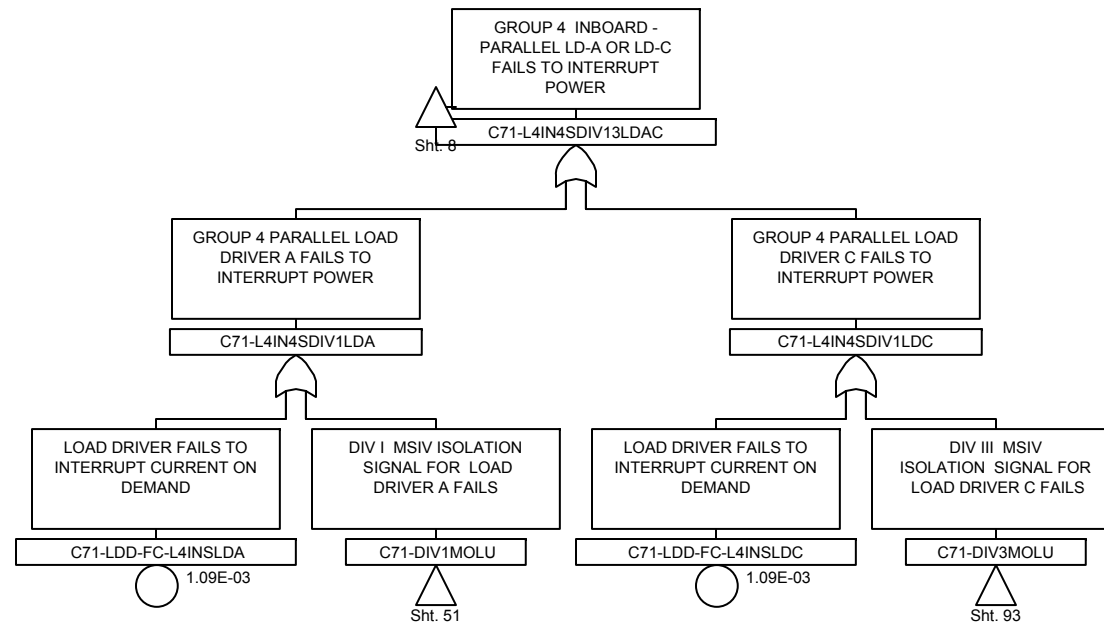 GROUP 4 INBOARD -
PARALLEL LD-A OR LD-C
FAILS TO INTERRUPT
POWER
C71-L4IN4SDIV13LDAC
Sht. 8
GROUP 4 PARALLEL LOAD
DRIVER A FAILS TO
INTERRUPT POWER
C71-L4IN4SDIV1LDA
GROUP 4 PARALLEL LOAD
DRIVER C FAILS TO
INTERRUPT POWER
C71-L4IN4SDIV1LDC
LOAD DRIVER FAILS TO
INTERRUPT CURRENT ON
DEMAND
C71-LDD-FC-L4INSLDA
1.09E-03
DIV I MSIV ISOLATION
SIGNAL FOR LOAD
DRIVER A FAILS
C71-DIV1MOLU
Sht. 51
LOAD DRIVER FAILS TO
INTERRUPT CURRENT ON
DEMAND
C71-LDD-FC-L4INSLDC
1.09E-03
DIV III MSIV
ISOLATION SIGNAL FOR
LOAD DRIVER C FAILS
C71-DIV3MOLU
Sht. 93